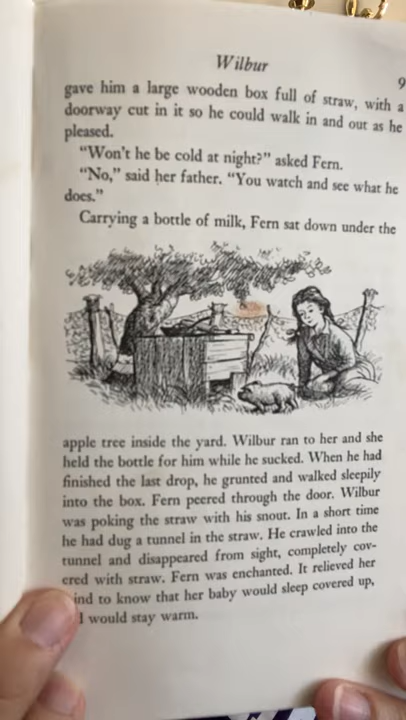 Wilbur
9
gave him a large wooden box full of straw, with a
doorway cut in it so he could walk in and out as he
pleased.
“Won't he be cold at night?” asked Fern.
“No,” said her father. “You watch and see what he
does.”
Carrying a bottle of milk, Fern sat down under the
apple tree inside the yard. Wilbur ran to her and she
held the bottle for him while he sucked. When he had
finished the last drop, he grunted and walked sleepily
into the box. Fern peered through the door. Wilbur
was poking the straw with his snout. In a short time
he had dug a tunnel in the straw. He crawled into the
tunnel and disappeared from sight, completely cov-
ered with straw. Fern was enchanted. It relieved her
ind to know that her baby would sleep covered up,
would stay warm.